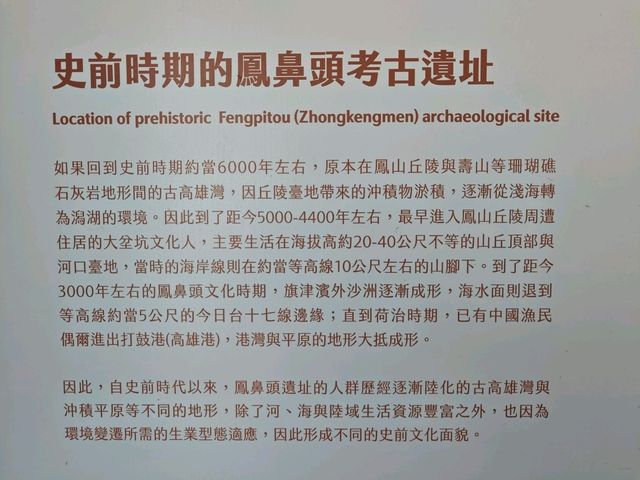 史前時期的鳳鼻頭考古遺址
Location of prehistoric Fengpitou (Zhongkengmen) archaeological site
如果回到史前時期約當6000年左右，原本在鳳山丘陵與壽山等珊瑚礁
石灰岩地形間的古高雄灣，因丘陵臺地帶來的沖積物淤積，逐漸從淺海轉
為潟湖的環境。因此到了距今5000-4400年左右，最早進入鳳山丘陵周遭
住居的大坌坑文化人，主要生活在海拔高約20-40公尺不等的山丘頂部與
河口臺地，當時的海岸線則在約當等高線10公尺左右的山腳下。到了距今
3000年左右的鳳鼻頭文化時期，旗津濱外沙洲逐漸成形，海水面則退到
等高線約當5公尺的今日台十七線邊緣；直到荷治時期，已有中國漁民
偶爾進出打鼓港(高雄港)，港灣與平原的地形大抵成形。
因此，自史前時代以來，鳳鼻頭遺址的人群歷經逐漸陸化的古高雄灣與
沖積平原等不同的地形，除了河、海與陸域生活資源豐富之外，也因為
環境變遷所需的生業型態適應，因此形成不同的史前文化面貌。